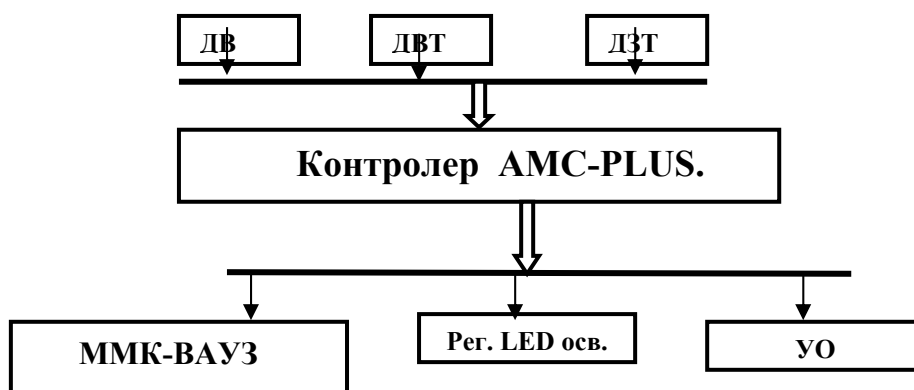 ДВ
ДВТ
ДЗТ
Контролер AMC-PLUS.
ММК-ВАУЗ
Рег. LED осв.
УО